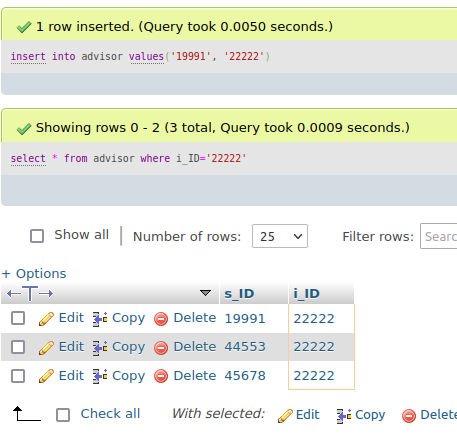 1 row inserted. (Query took 0.0050 seconds.)
insert into advisor values('19991', '22222')
Showing rows 0 - 2 (3 total, Query took 0.0009 seconds.)
select * from advisor where i_ID='22222'
Show all | Number of rows: 25 Filter rows: Searc
+ Options
←T→ s_ID i_ID
Edit Copy Delete 19991 22222
Edit Copy Delete 44553 22222
Edit Copy Delete 45678 22222
Check all With selected: Edit Copy Delete